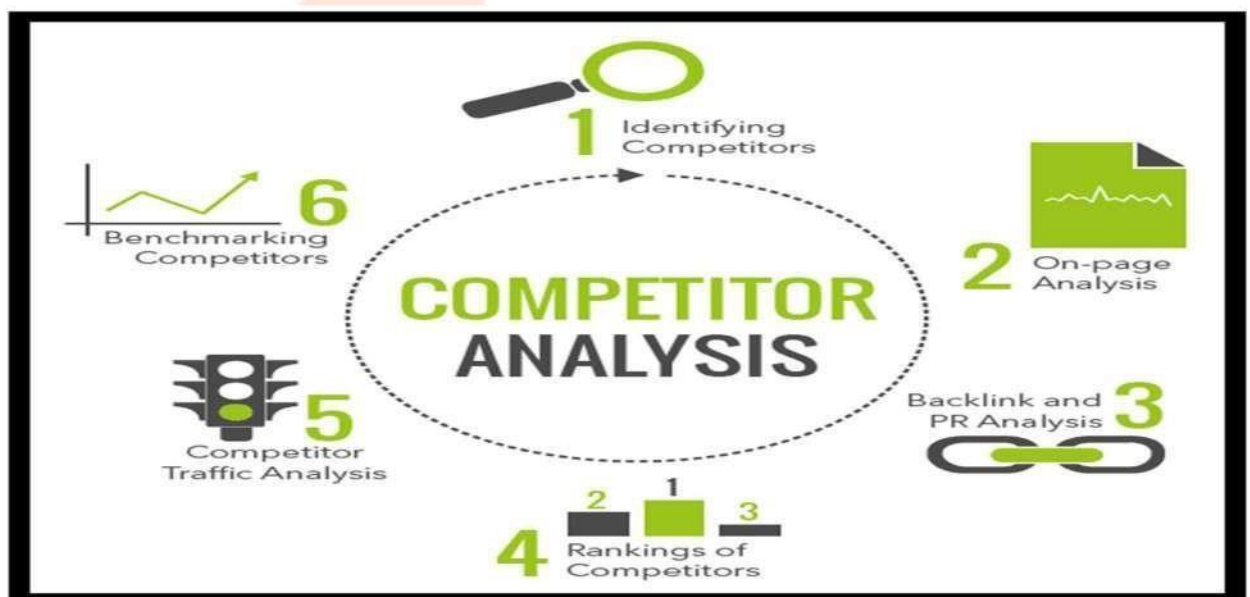 1
Identifying
Competitors
2
On-page
Analysis
Backlink and
PR Analysis
3
2 1 3
4
Rankings of
Competitors
5
Competitor
Traffic Analysis
6
Benchmarking
Competitors
COMPETITOR
ANALYSIS